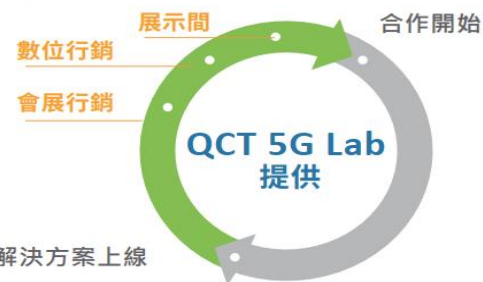 展示間
合作開始
數位行銷
會展行銷
QCT 5G Lab
提供
解決方案上線